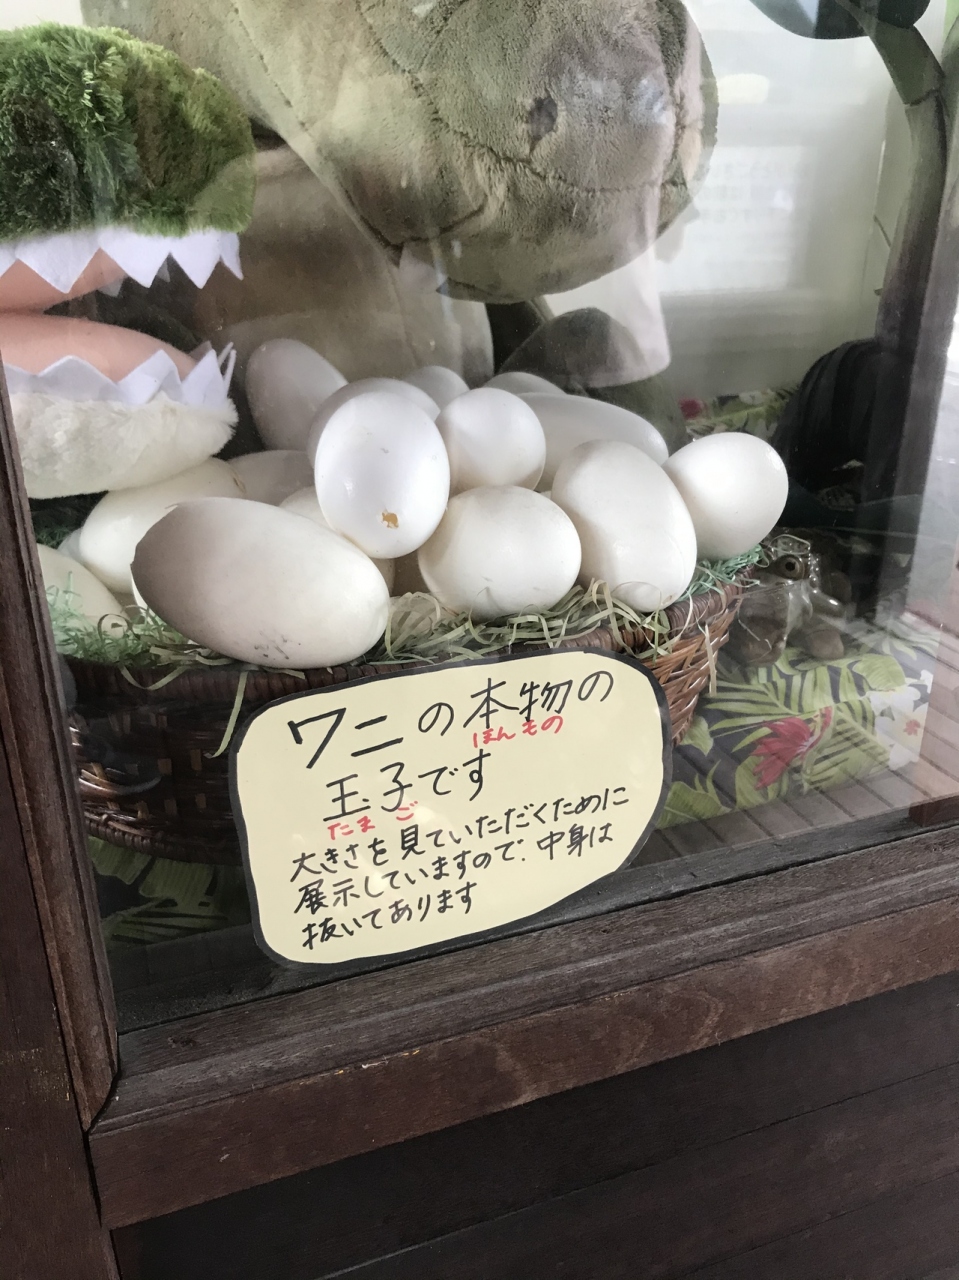 ワニの本物の
ほんもの
玉子です
たまご
大きさを見ていただくために
展示していますので、中身は
抜いてあります